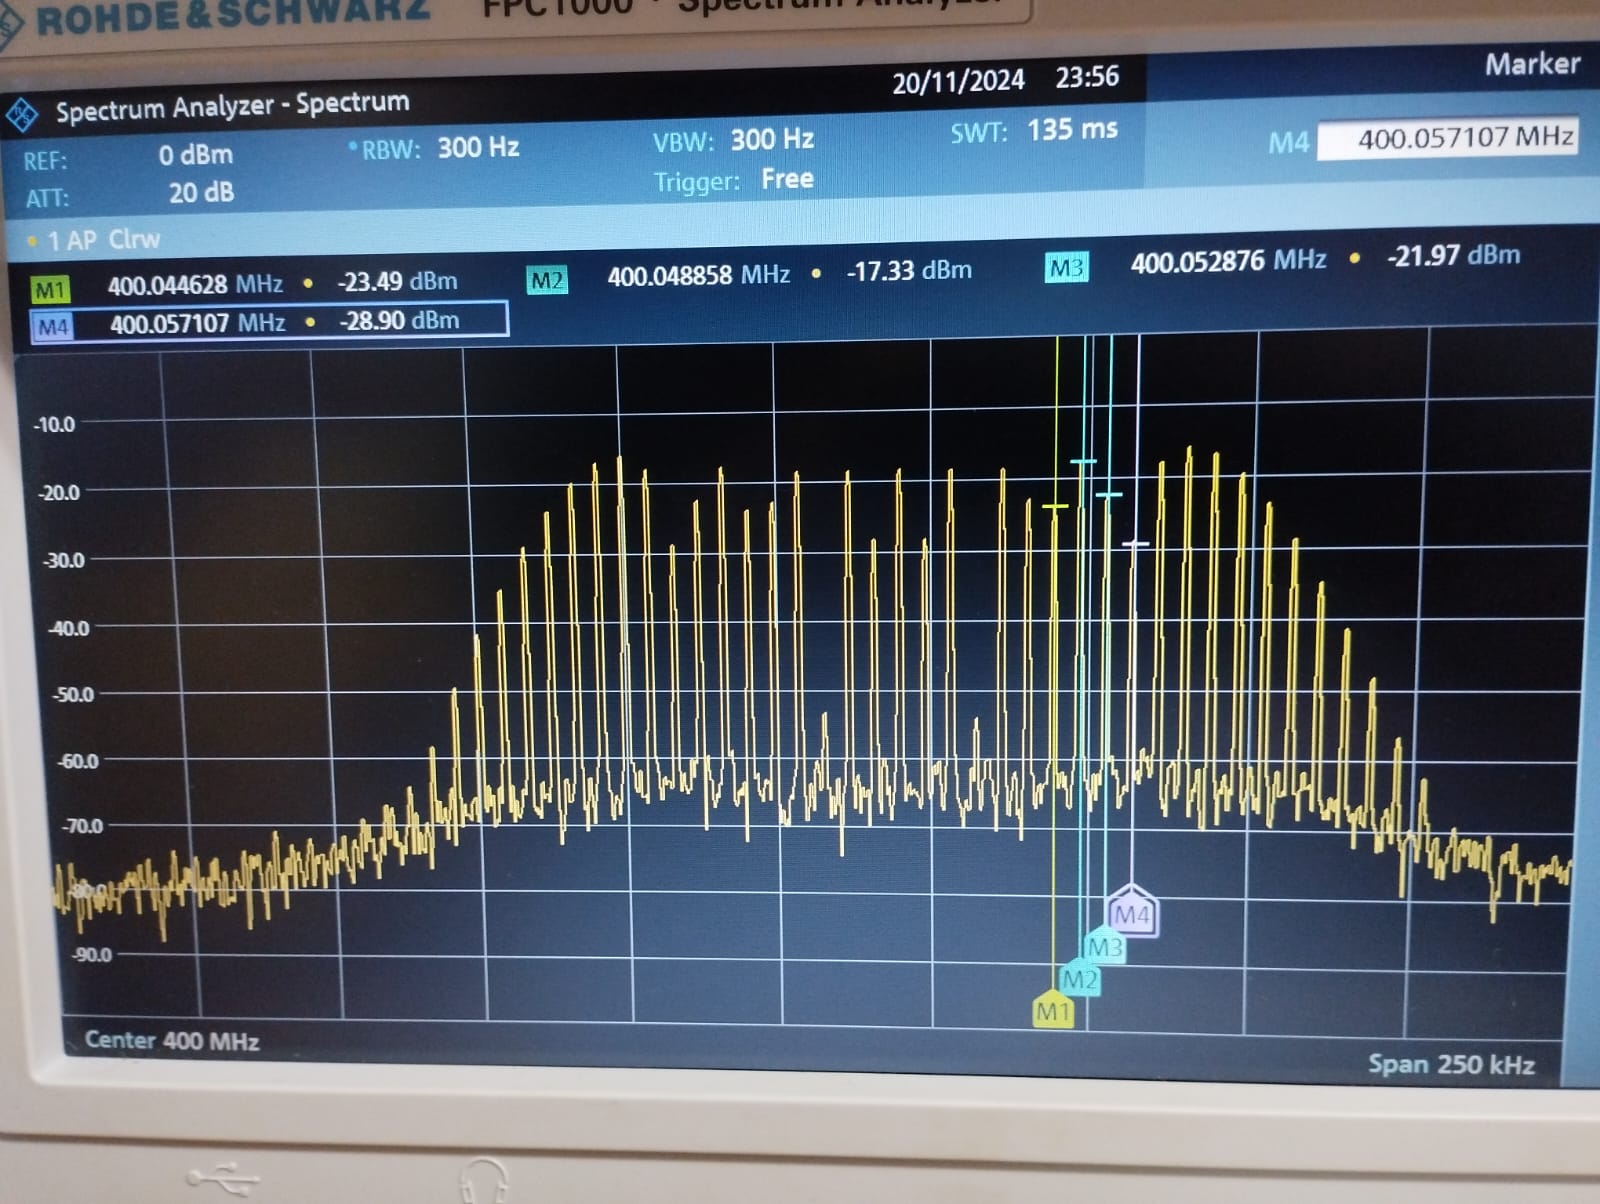 ROHDE & SCHWARZ FPC1000 · Spectrum Analyzer
20/11/2024 23:56 Marker
Spectrum Analyzer - Spectrum
REF: 0 dBm RBW: 300 Hz VBW: 300 Hz SWT: 135 ms M4 400.057107 MHz
ATT: 20 dB Trigger: Free
1 AP Clrw
M1 400.044628 MHz -23.49 dBm M2 400.048858 MHz -17.33 dBm M3 400.052876 MHz -21.97 dBm
M4 400.057107 MHz -28.90 dBm
-10.0
-20.0
-30.0
-40.0
-50.0
-60.0
-70.0
-80.0
-90.0
M4
M3
M2
M1
Center 400 MHz Span 250 kHz